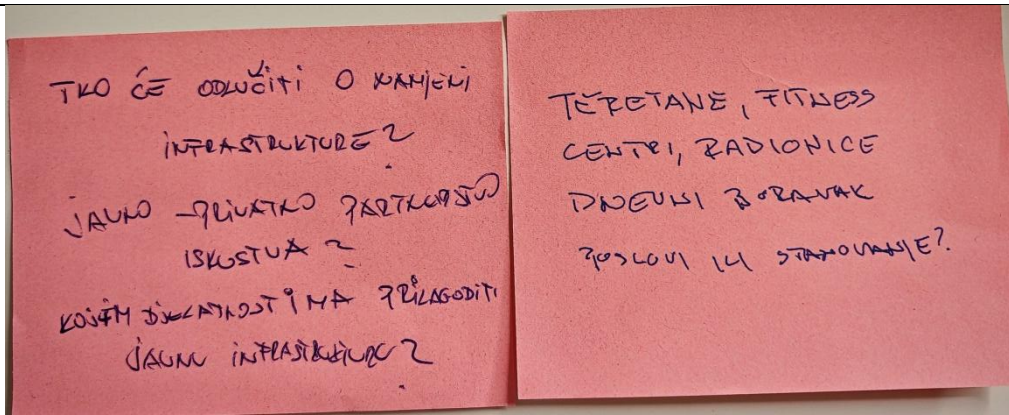 TKO ĆE ODLUČITI O NAMJENI
INFRASTRUKTURE?
JAVNO - PRIVATNO PARTNERSTVO
ISKUSTVA?
KOJIM DJELATNOSTIMA PRILAGODITI
JAVNU INFRASTRUKTURU?
TERETANE, FITNESS
CENTRI, RADIONICE
DNEVNI BORAVAK
POSLOVI ILI STANOVANJE?